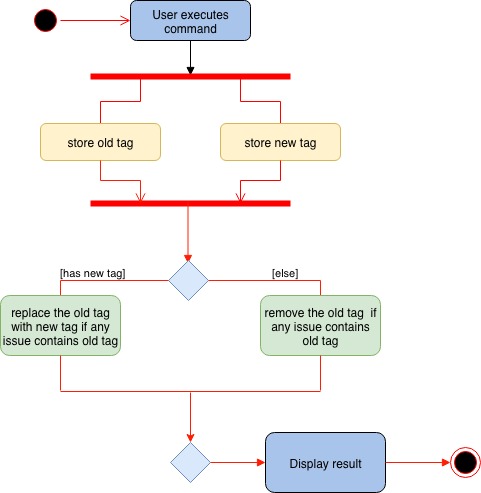 User executes
command
store old tag
store new tag
[has new tag]
[else]
replace the old tag
with new tag if any
issue contains old tag
remove the old tag  if
any issue contains
old tag
Display result